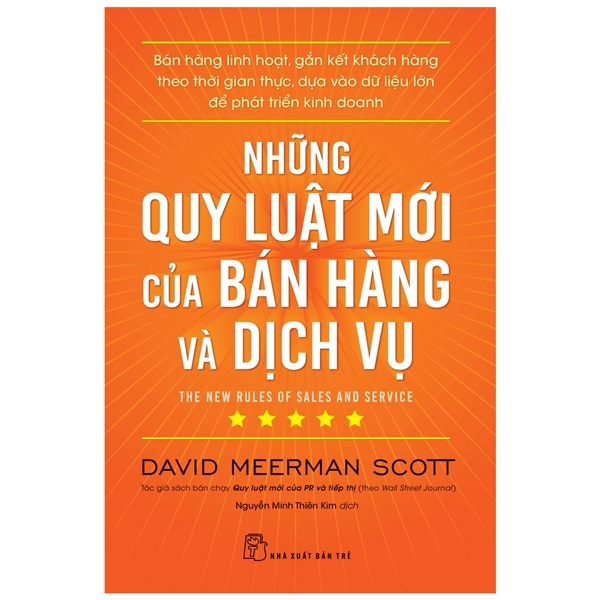 Bán hàng linh hoạt, gắn kết khách hàng
theo thời gian thực, dựa vào dữ liệu lớn
để phát triển kinh doanh
NHỮNG
QUY LUẬT MỚI
CỦA BÁN HÀNG
VÀ DỊCH VỤ
THE NEW RULES OF SALES AND SERVICE
DAVID MEERMAN SCOTT
Tác giả sách bán chạy Quy luật mới của PR và tiếp thị (theo Wall Street Journal)
Nguyễn Minh Thiên Kim dịch
NHÀ XUẤT BẢN TRẺ